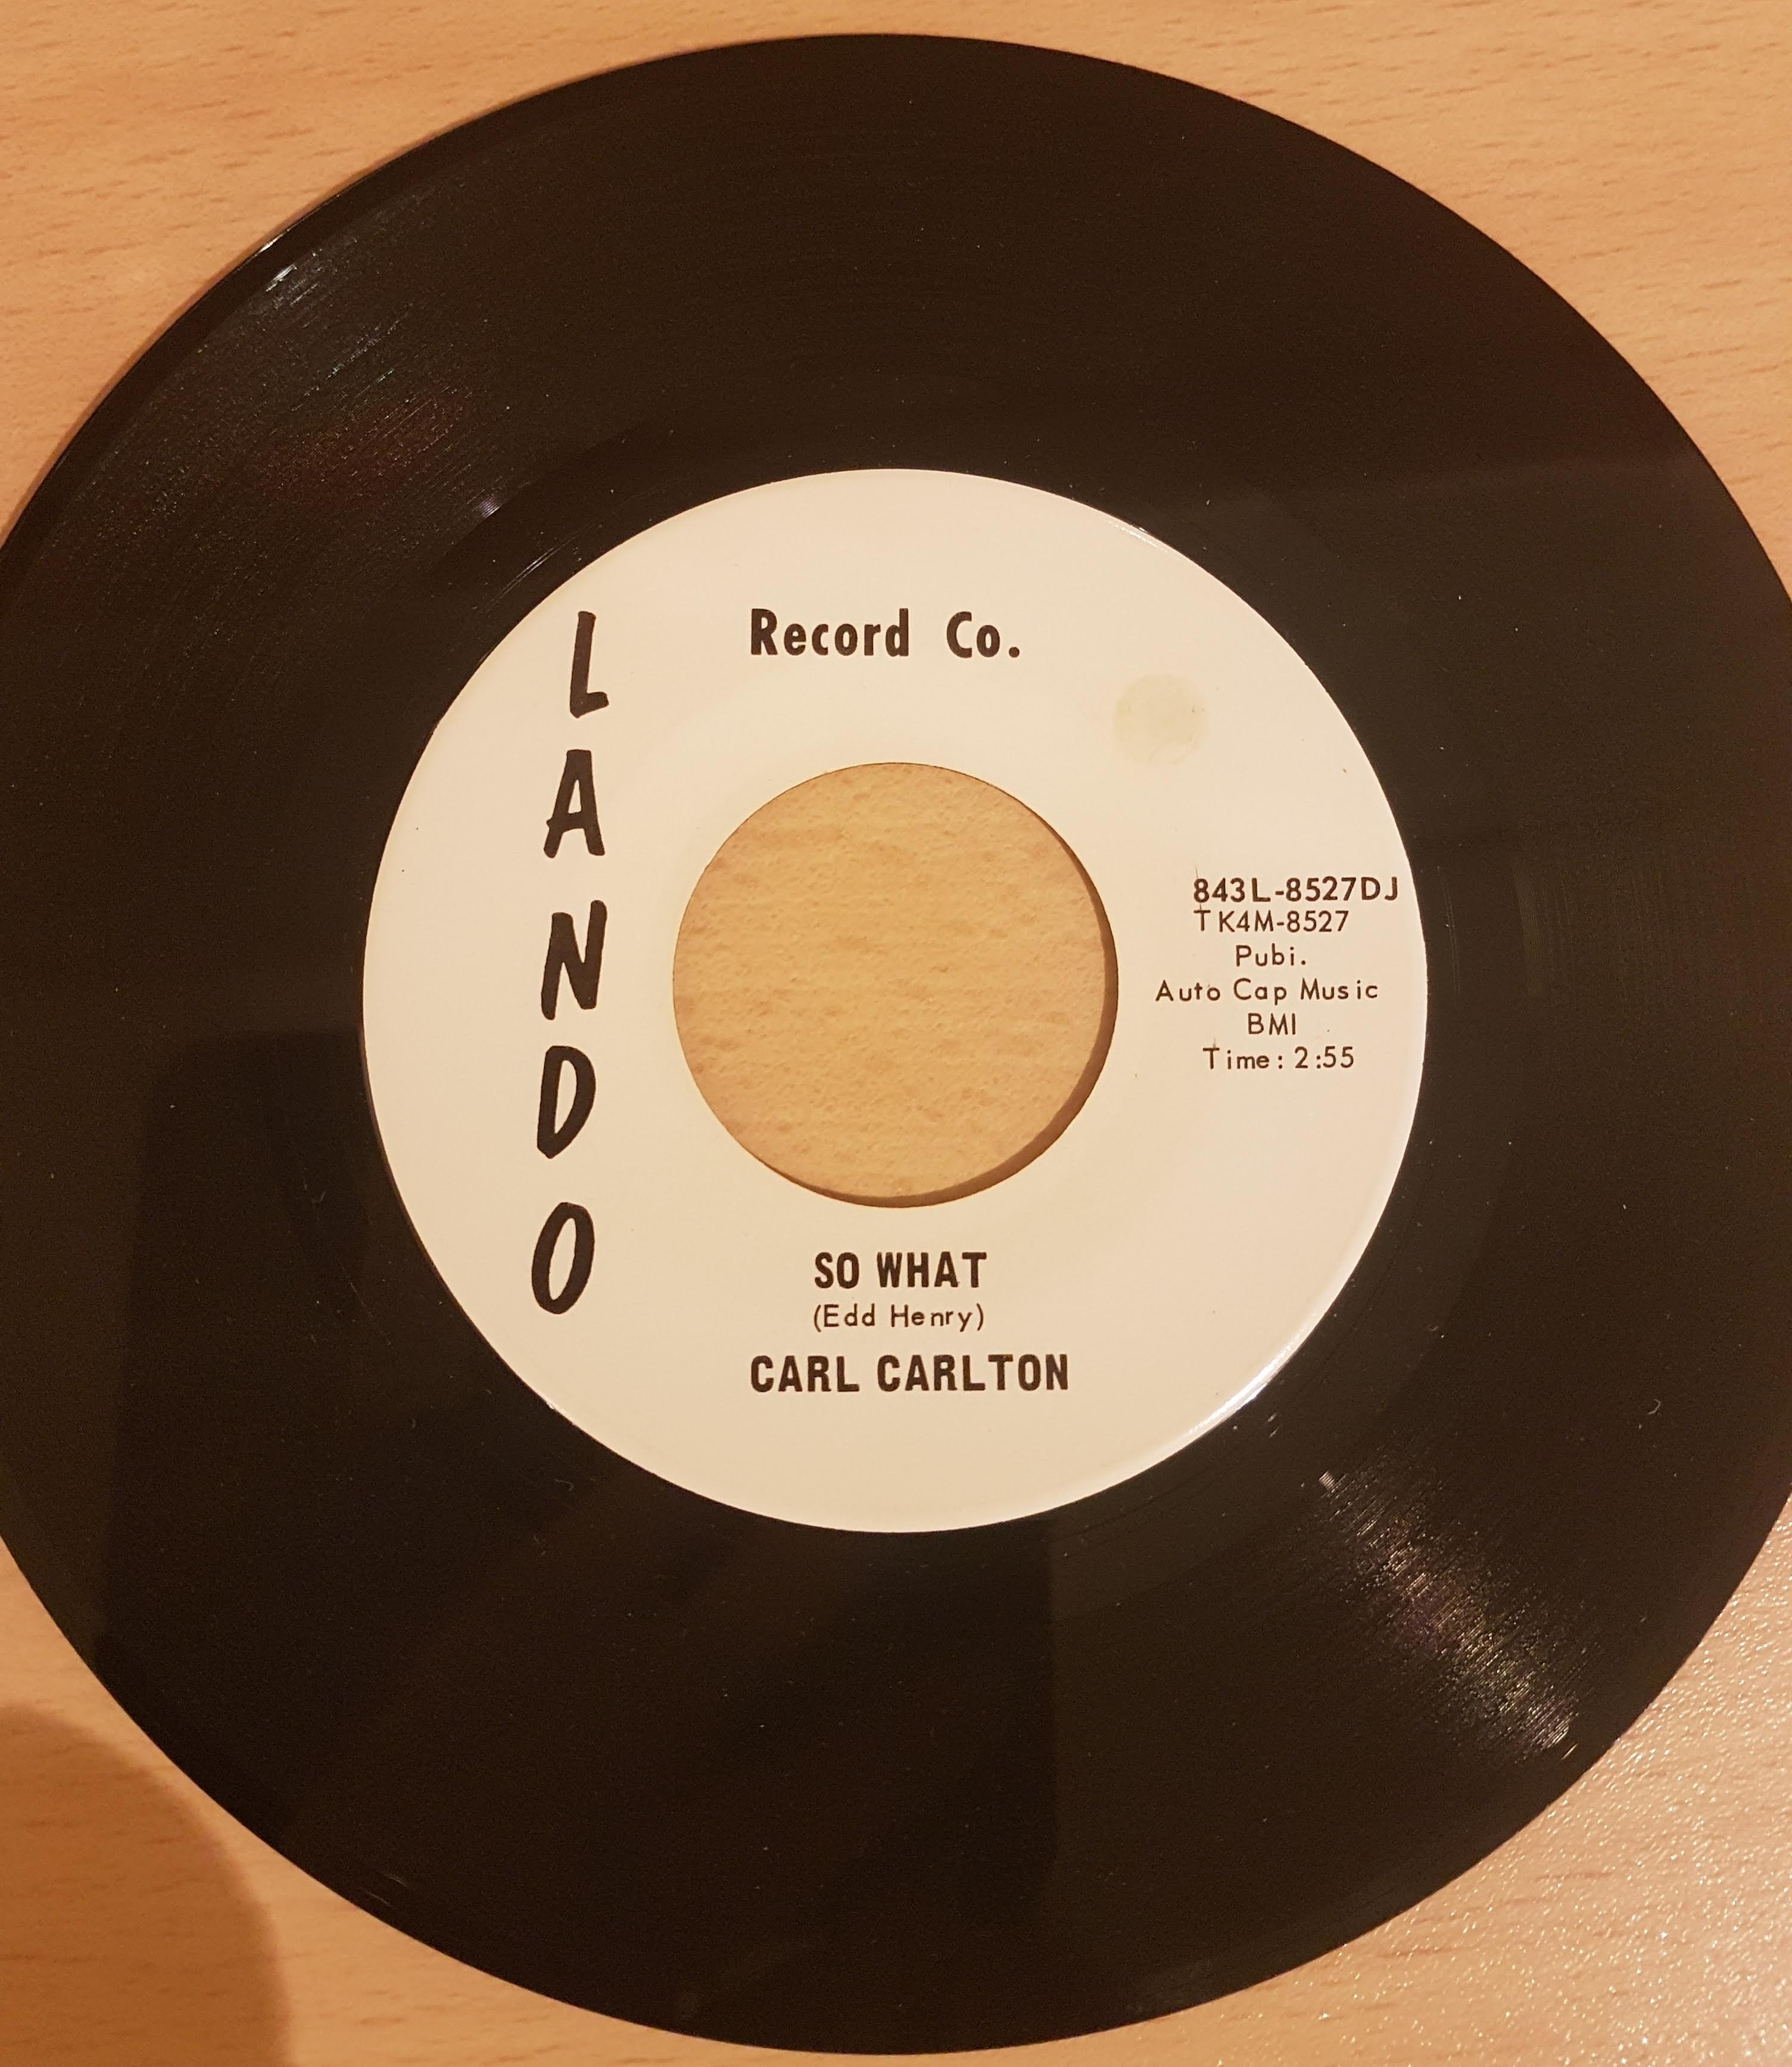 LANDO
Record Co.
843L-8527DJ
TK4M-8527
Pubi.
Auto Cap Music
BMI
Time: 2:55
SO WHAT
(Edd Henry)
CARL CARLTON